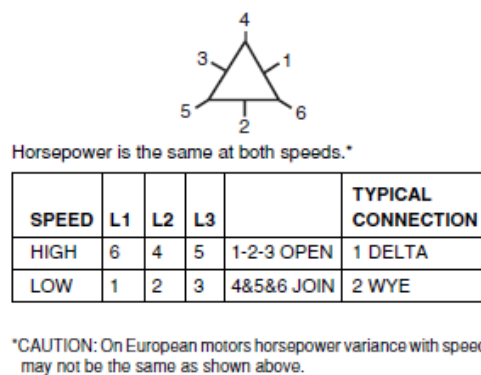 4
3 1
5 6
2
Horsepower is the same at both speeds.*
SPEED L1 L2 L3 TYPICAL CONNECTION
HIGH 6 4 5 1-2-3 OPEN 1 DELTA
LOW 1 2 3 4&5&6 JOIN 2 WYE
*CAUTION: On European motors horsepower variance with speed
may not be the same as shown above.